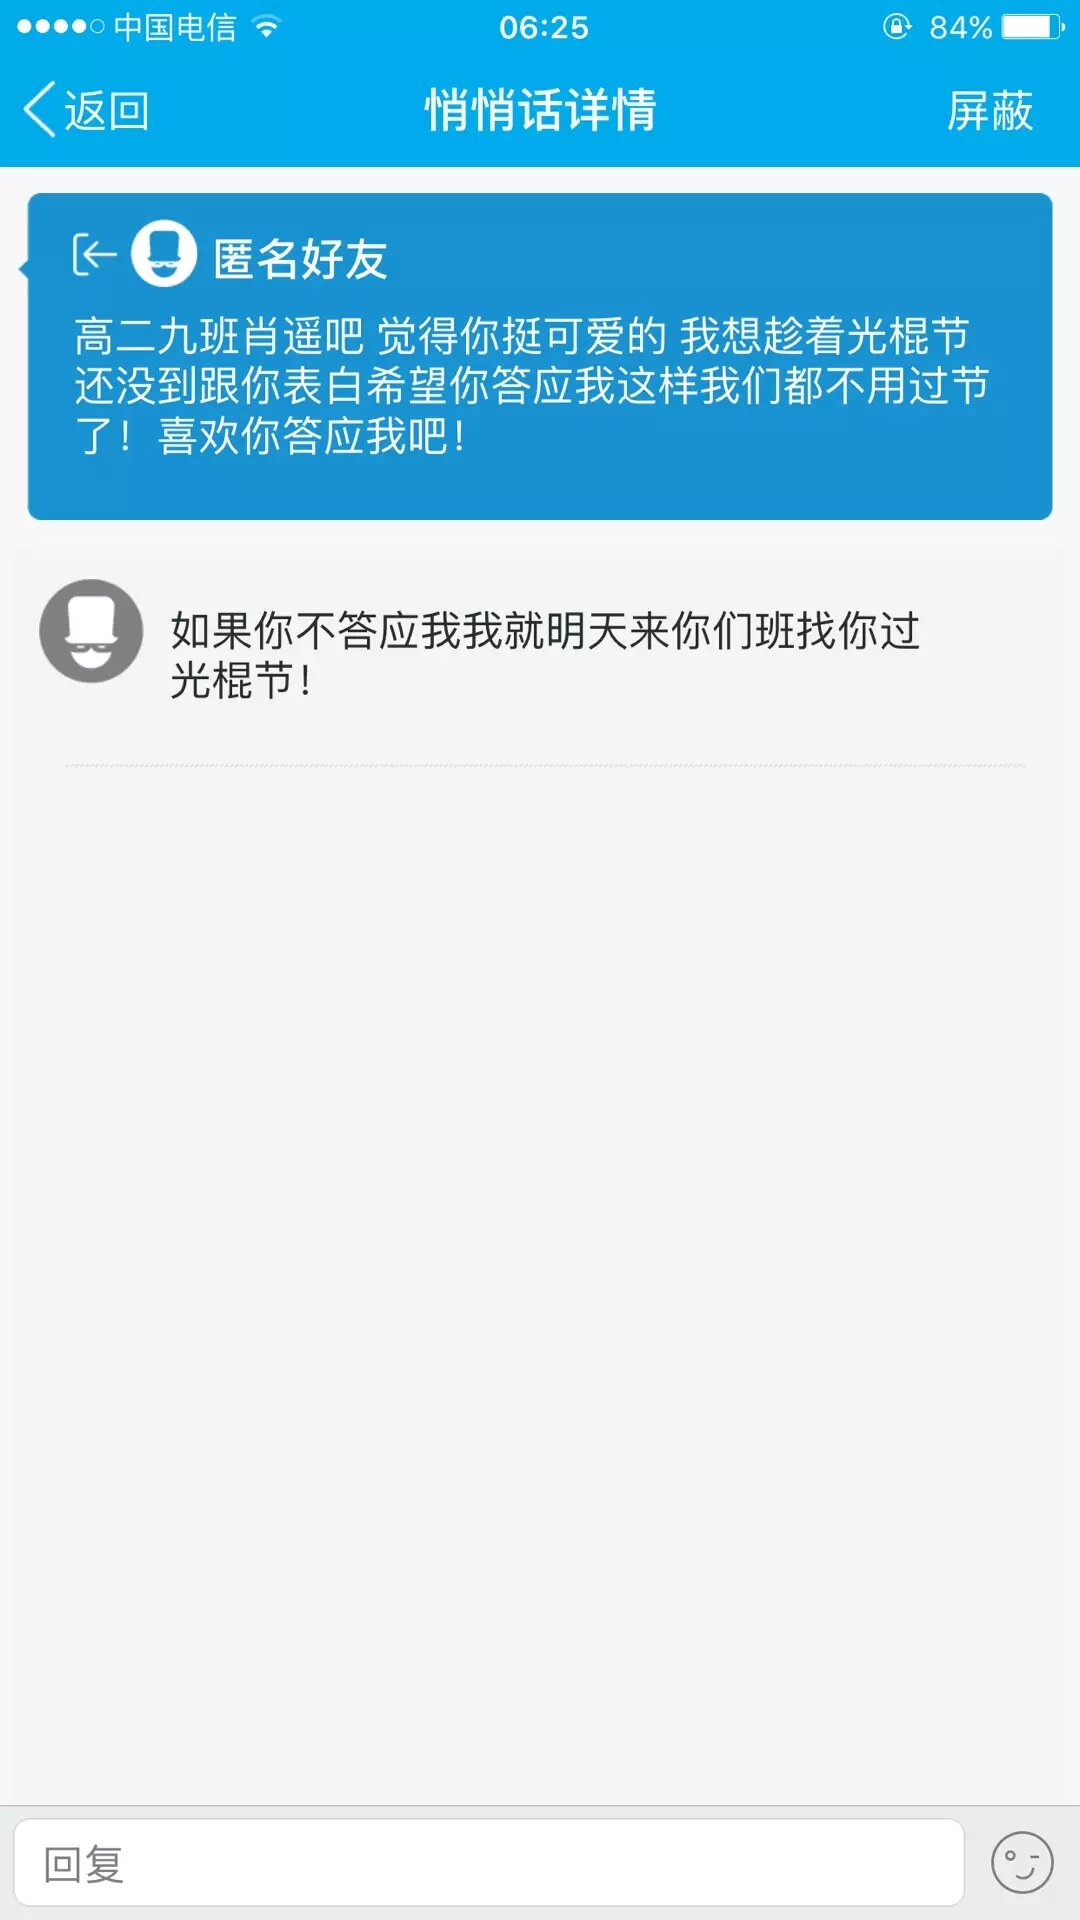 中国电信 06:25 84%
返回 悄悄话详情 屏蔽
匿名好友
高二九班肖遥吧 觉得你挺可爱的 我想趁着光棍节
还没到跟你表白希望你答应我这样我们都不用过节
了！喜欢你答应我吧！
如果你不答应我我就明天来你们班找你过
光棍节！
回复